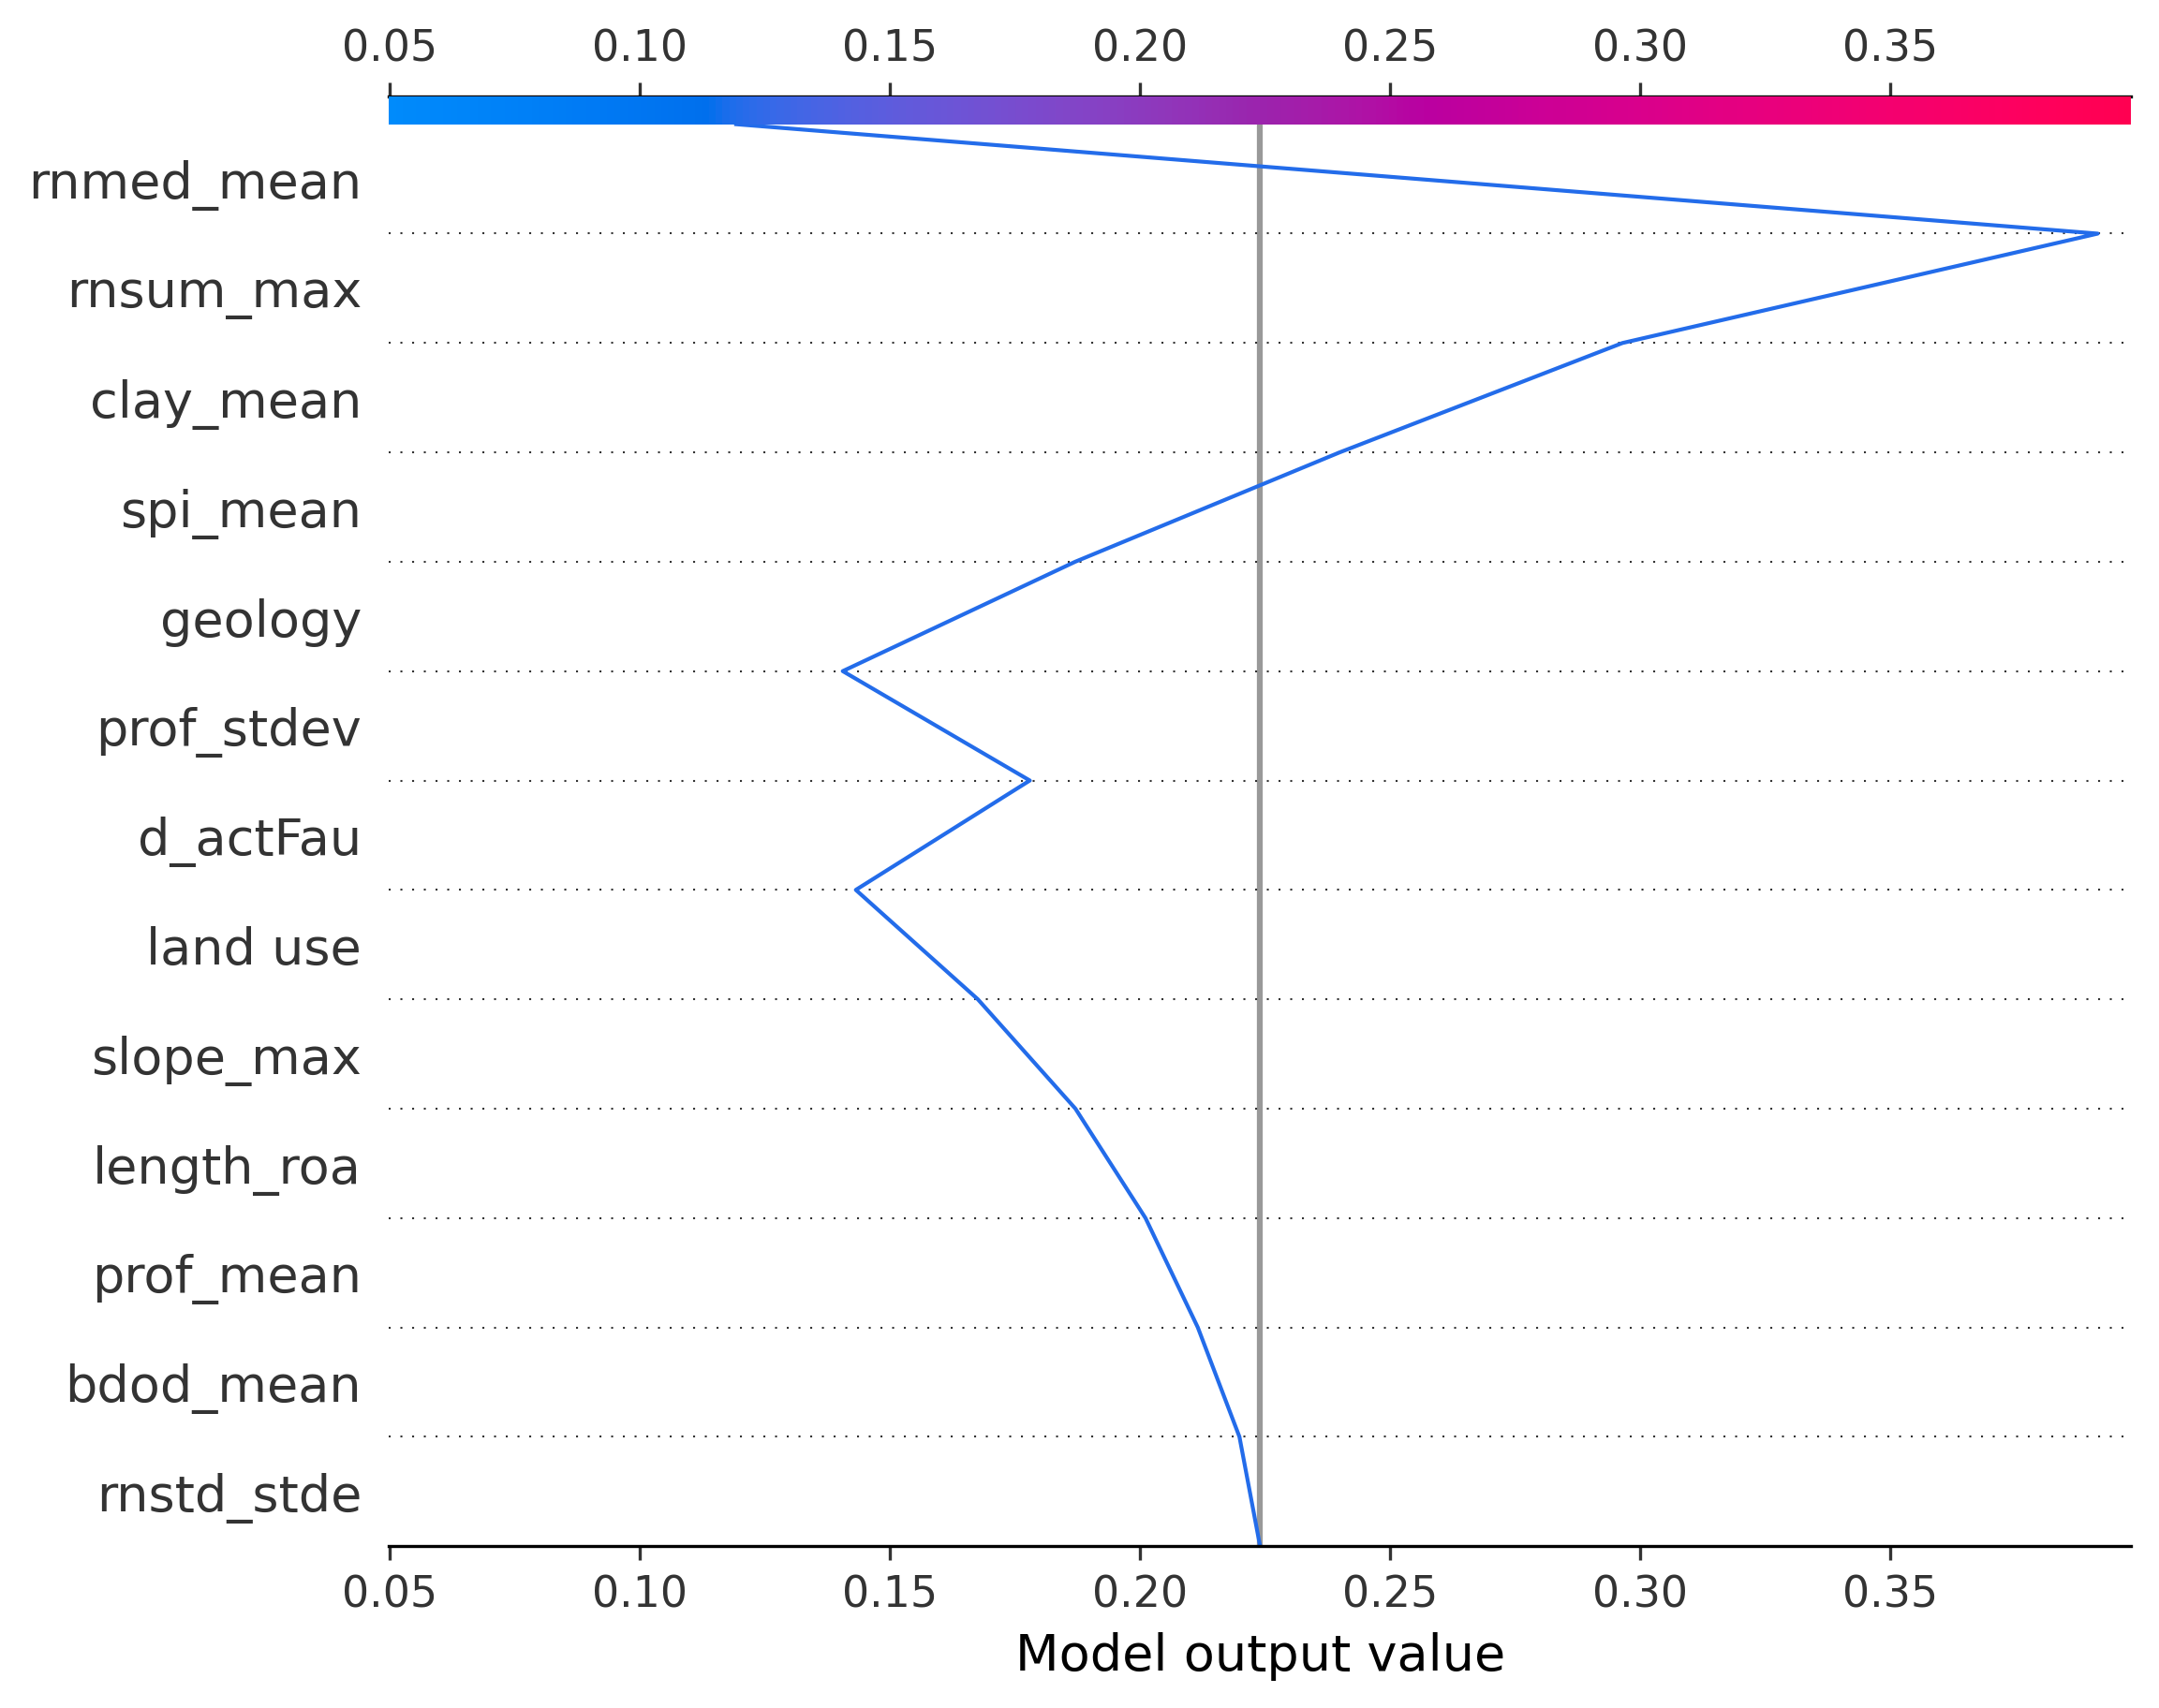 0.05 0.10 0.15 0.20 0.25 0.30 0.35
rnmed_mean
rnsum_max
clay_mean
spi_mean
geology
prof_stdev
d_actFau
land use
slope_max
length_roa
prof_mean
bdod_mean
rnstd_stde
0.05 0.10 0.15 0.20 0.25 0.30 0.35
Model output value